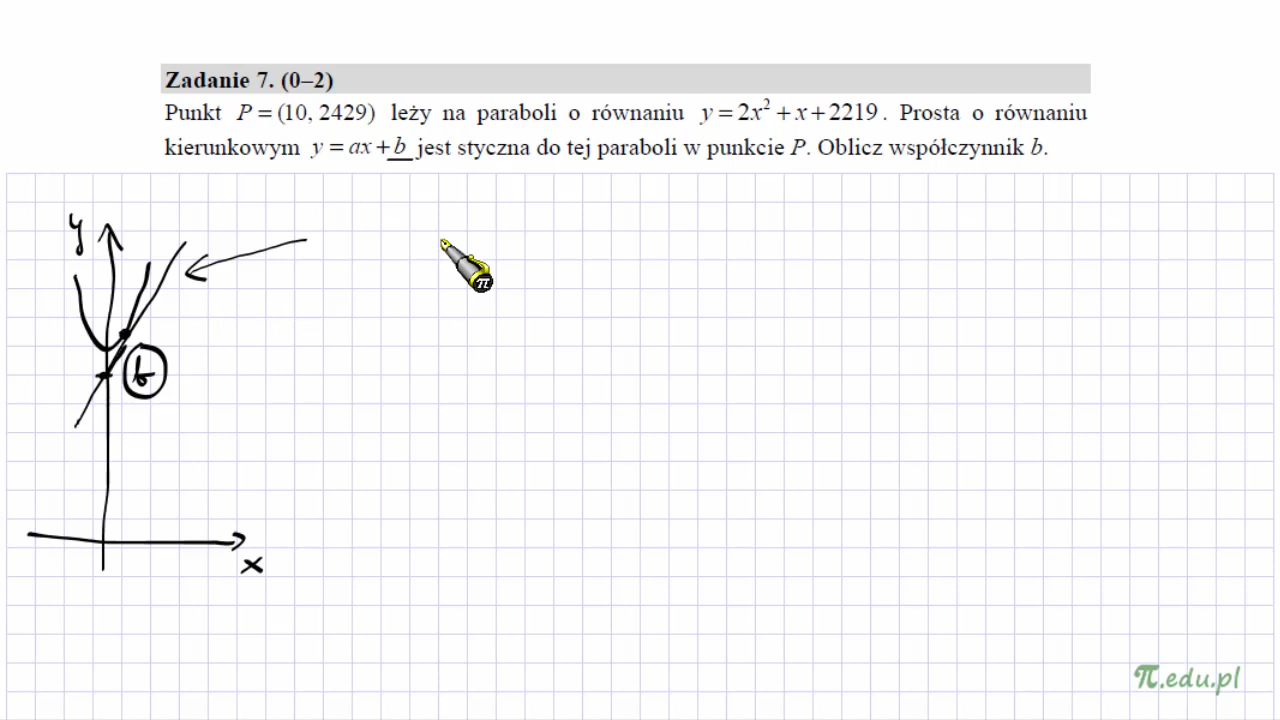 Zadanie 7. (0–2)
Punkt P = (10, 2429) leży na paraboli o równaniu y = 2x² + x + 2219. Prosta o równaniu
kierunkowym y = ax + b jest styczna do tej paraboli w punkcie P. Oblicz współczynnik b.
y
b
x
π
π.edu.pl